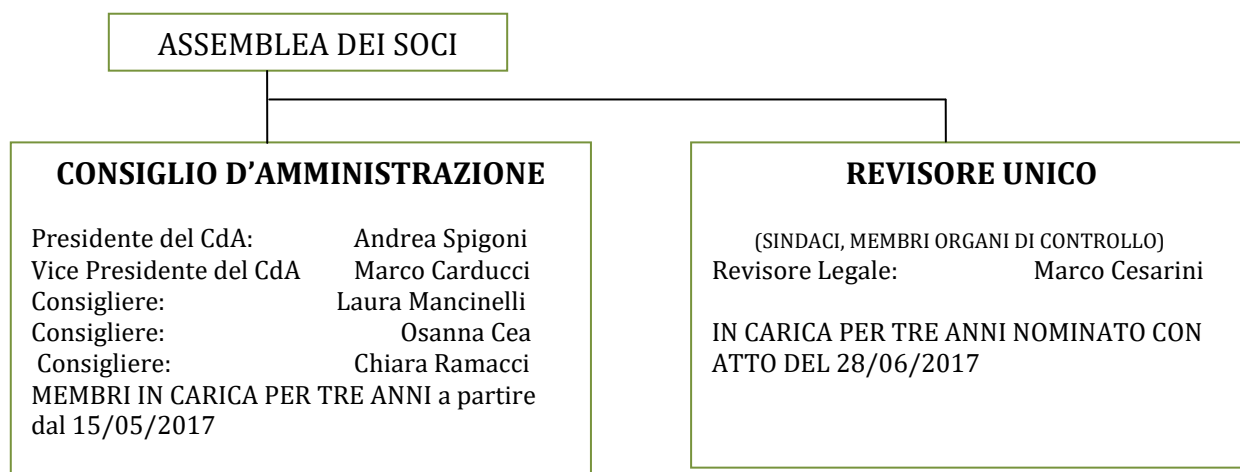 ASSEMBLEA DEI SOCI
CONSIGLIO D’AMMINISTRAZIONE
Presidente del CdA: Andrea Spigoni
Vice Presidente del CdA Marco Carducci
Consigliere: Laura Mancinelli
Consigliere: Osanna Cea
Consigliere: Chiara Ramacci
MEMBRI IN CARICA PER TRE ANNI a partire
dal 15/05/2017
REVISORE UNICO
(SINDACI, MEMBRI ORGANI DI CONTROLLO)
Revisore Legale: Marco Cesarini
IN CARICA PER TRE ANNI NOMINATO CON
ATTO DEL 28/06/2017